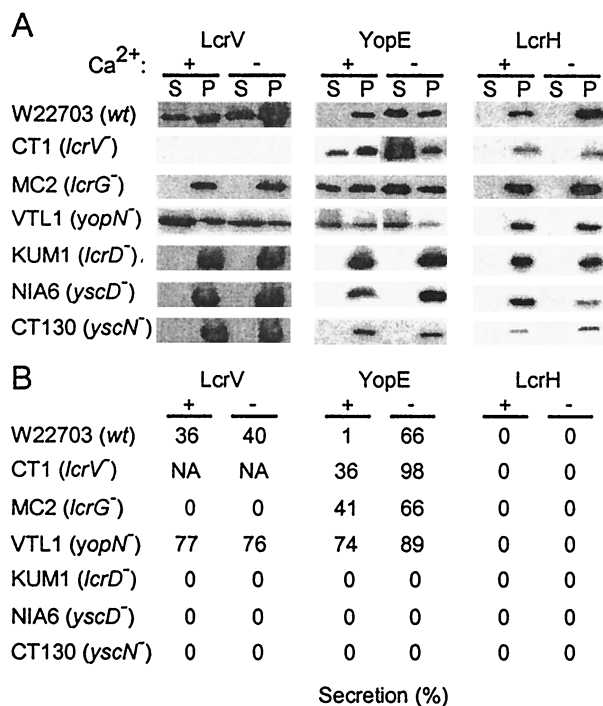 A
LcrV YopE LcrH
Ca2+: + - + - + -
S P S P S P S P S P S P
W22703 (wt)
CT1 (lcrV-)
MC2 (lcrG-)
VTL1 (yopN-)
KUM1 (lcrD-)
NIA6 (yscD-)
CT130 (yscN-)
B
LcrV YopE LcrH
+ - + - + -
W22703 (wt) 36 40 1 66 0 0
CT1 (lcrV-) NA NA 36 98 0 0
MC2 (lcrG-) 0 0 41 66 0 0
VTL1 (yopN-) 77 76 74 89 0 0
KUM1 (lcrD-) 0 0 0 0 0 0
NIA6 (yscD-) 0 0 0 0 0 0
CT130 (yscN-) 0 0 0 0 0 0
Secretion (%)